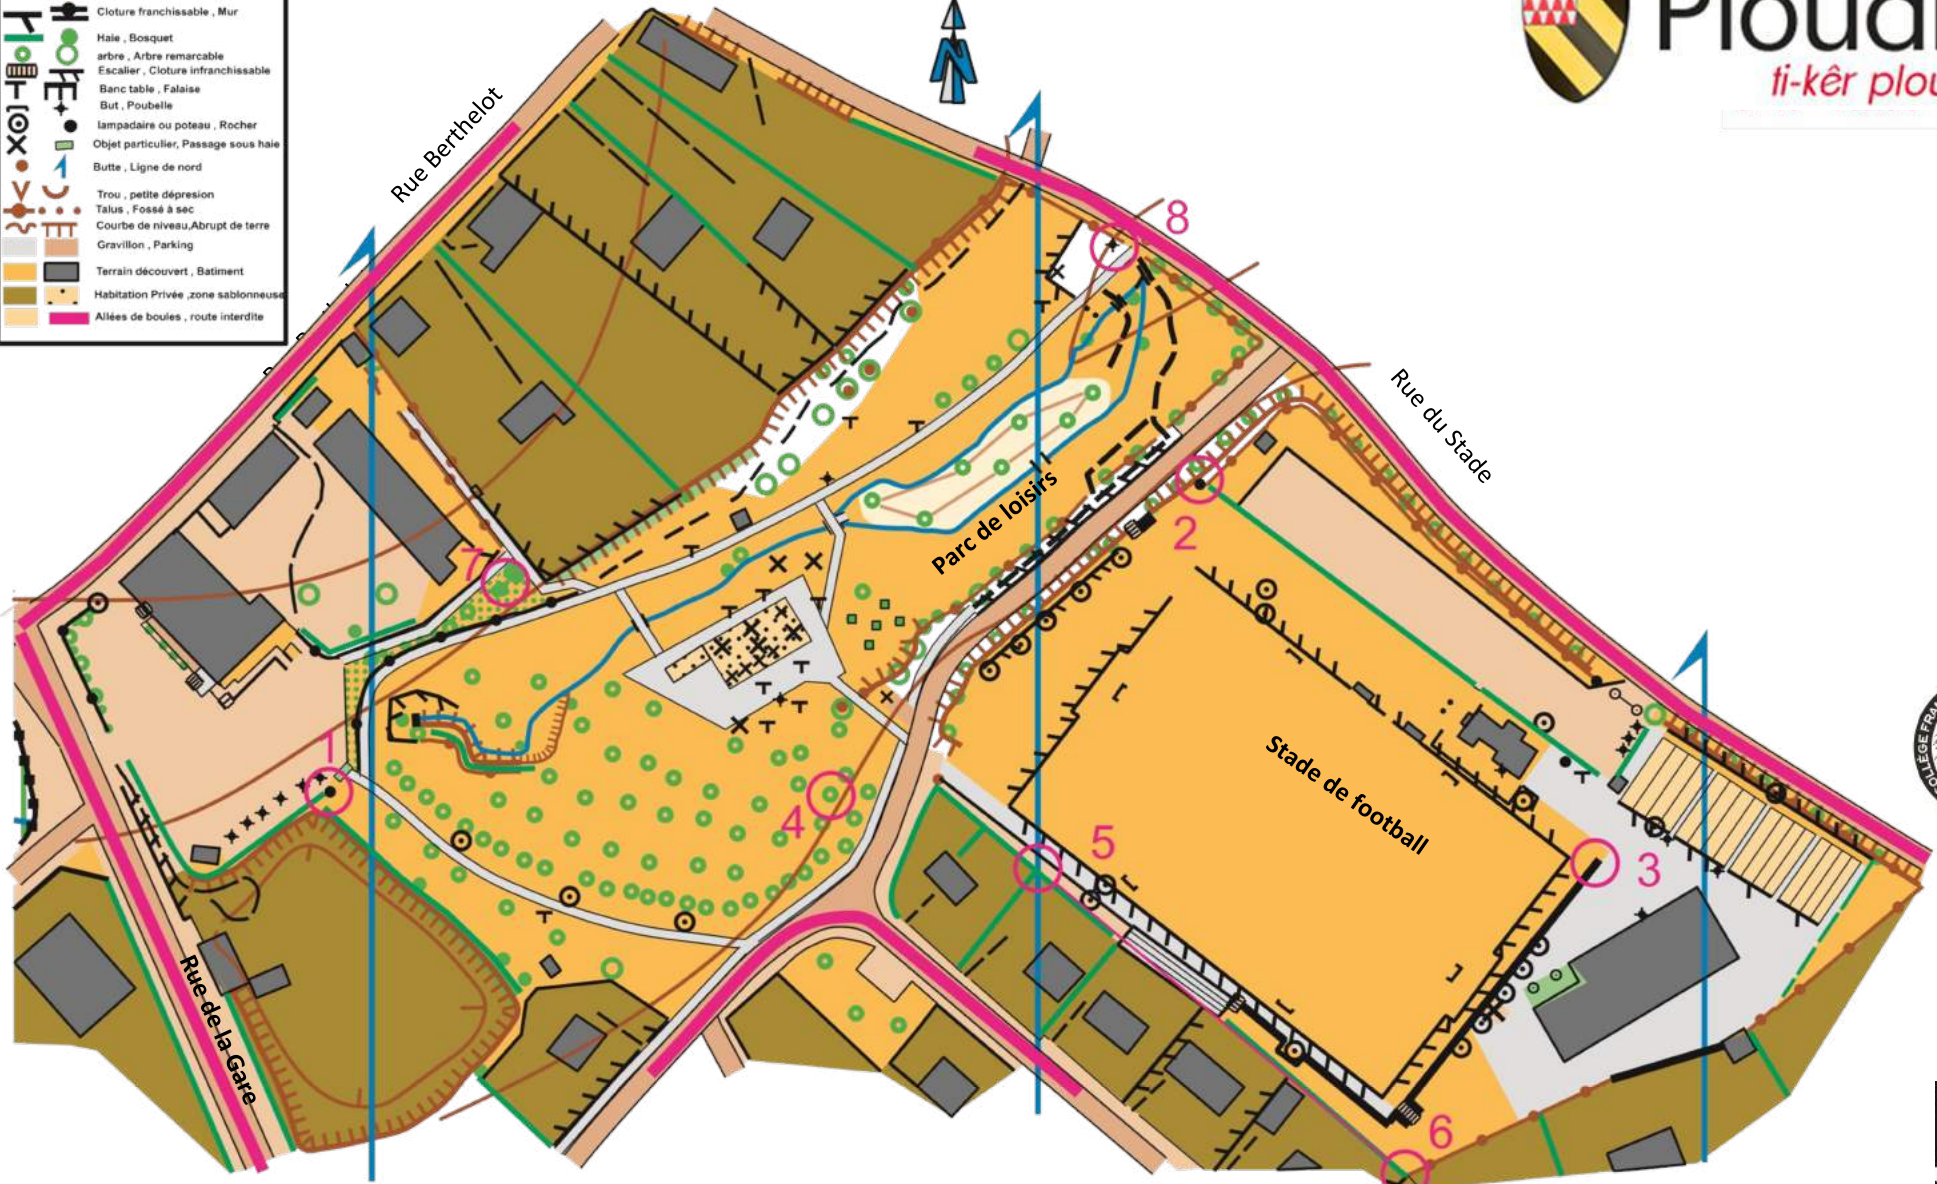 Cloture franchissable , Mur
Haie , Bosquet
arbre , Arbre remarcable
Escalier , Cloture infranchissable
Banc table , Falaise
But , Poubelle
lampadaire ou poteau , Rocher
Objet particulier, Passage sous haie
Butte , Ligne de nord
Trou , petite dépresion
Talus , Fossé à sec
Courbe de niveau,Abrupt de terre
Gravillon , Parking
Terrain découvert , Batiment
Habitation Privée ,zone sablonneuse
Allées de boules , route interdite
N
ti-kêr
Rue Berthelot
8
Rue du Stade
2
Parc de loisirs
7
1
Stade de football
4
5
3
Rue de la Gare
6